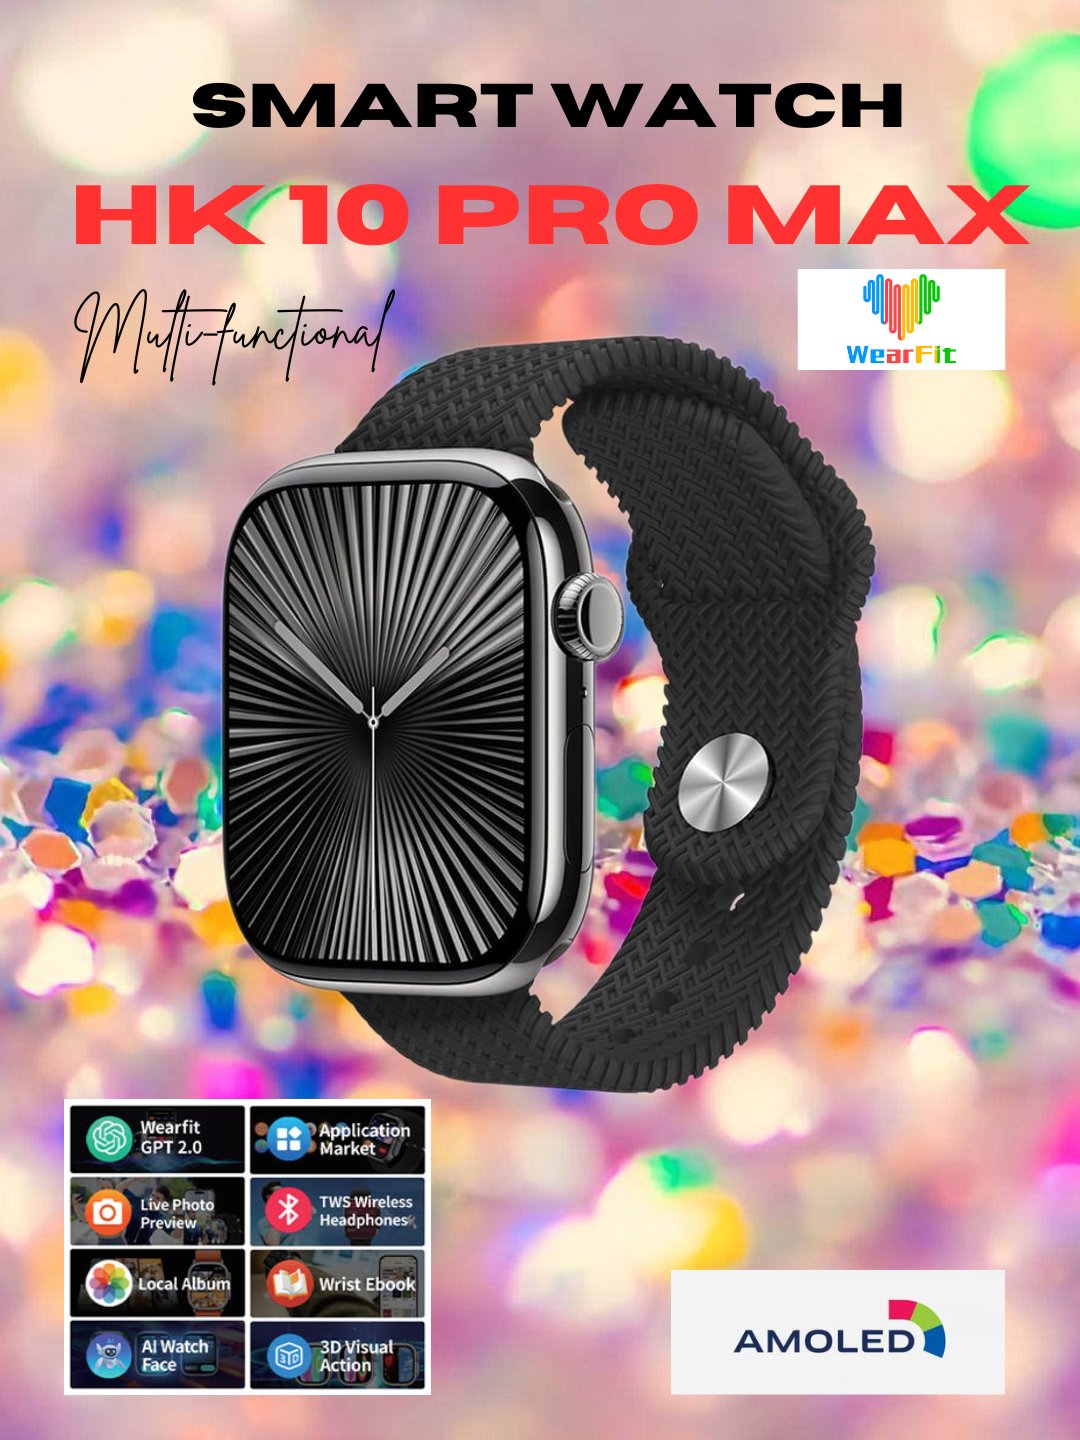 SMART WATCH
HK 10 PRO MAX
Multi-functional
WearFit
Wearfit
GPT 2.0
Application
Market
Live Photo
Preview
TWS Wireless
Headphones
Local Album
Wrist Ebook
AI Watch
Face
3D Visual
Action
AMOLED